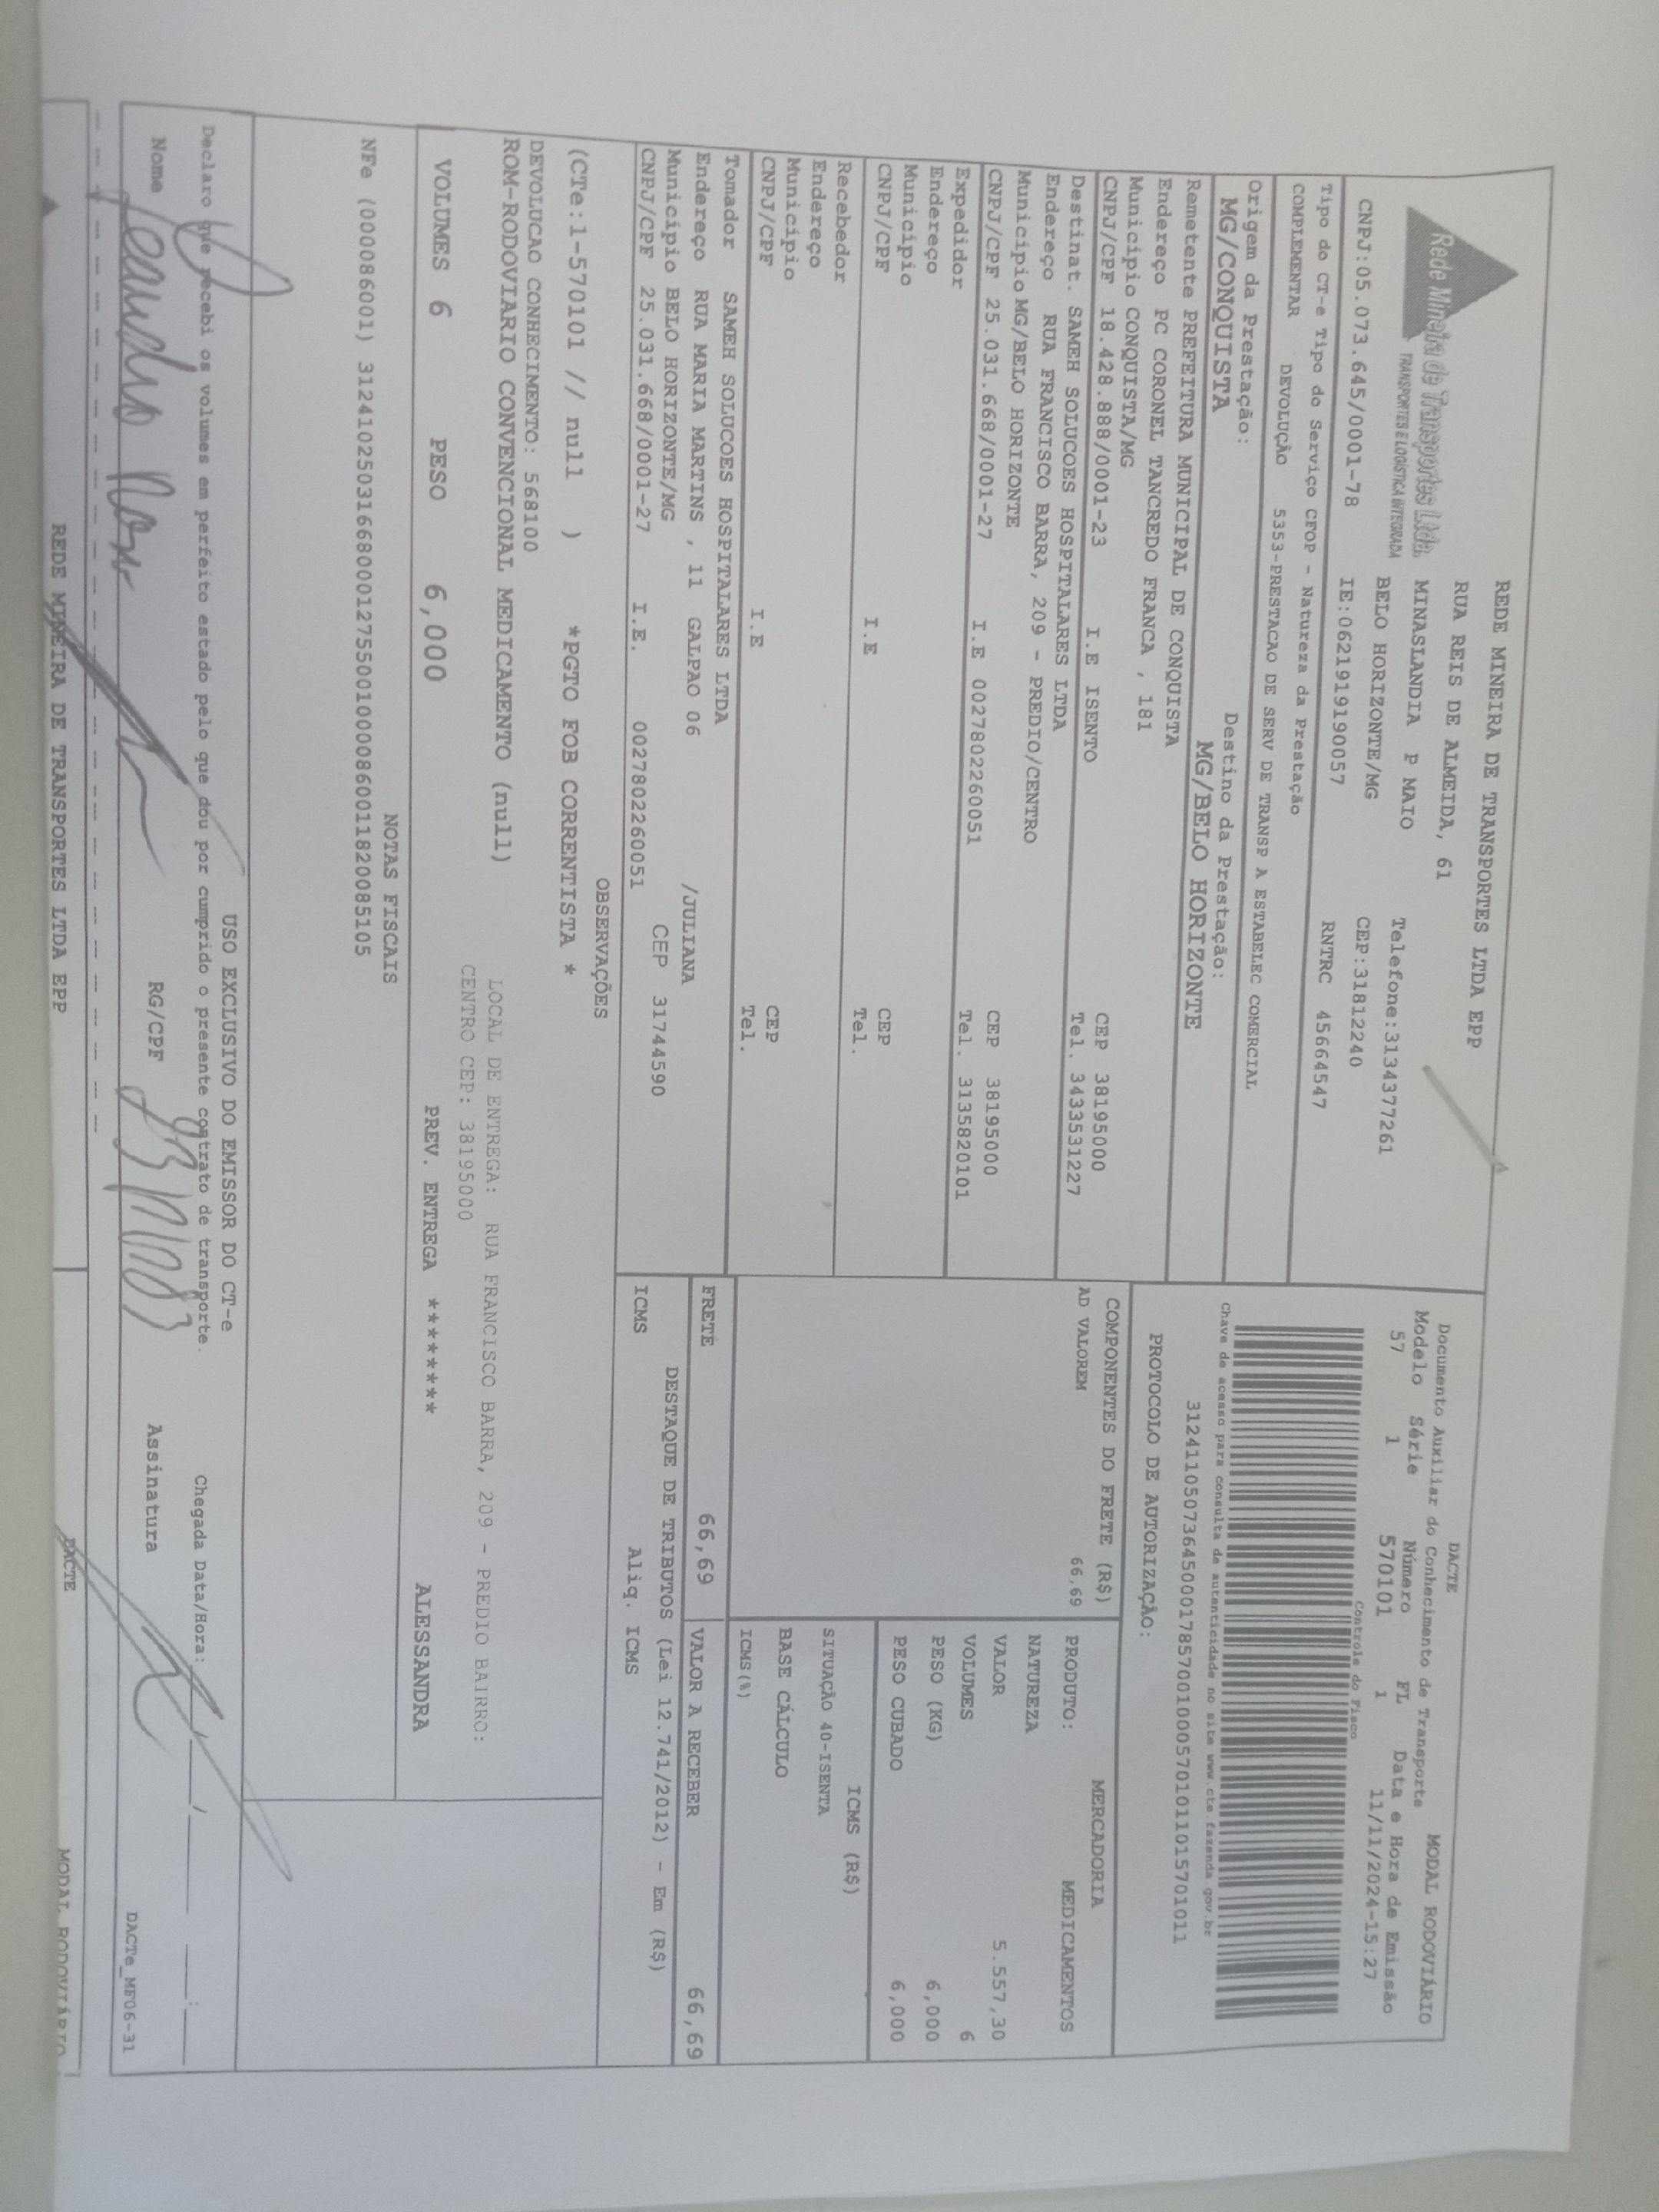 Rede Mineira de Transportes Ltda.
TRANSPORTES E LOGÍSTICA INTEGRADA
REDE MINEIRA DE TRANSPORTES LTDA EPP
RUA REIS DE ALMEIDA, 61
MINASLANDIA P MAIO
BELO HORIZONTE/MG
Telefone:3134377261
CEP:31812240
CNPJ:05.073.645/0001-78 IE:0621919190057 RNTRC 45664547
Tipo do CT-e Tipo do Serviço CFOP - Natureza da Prestação
COMPLEMENTAR DEVOLUÇÃO 5353-PRESTACAO DE SERV DE TRANSP A ESTABELEC COMERCIAL
Origem da Prestação: Destino da Prestação:
MG/CONQUISTA MG/BELO HORIZONTE
Remetente PREFEITURA MUNICIPAL DE CONQUISTA
Endereço PC CORONEL TANCREDO FRANCA , 181
Município CONQUISTA/MG CEP 38195000
CNPJ/CPF 18.428.888/0001-23 I.E ISENTO Tel. 3433531227
Destinat. SAMEH SOLUCOES HOSPITALARES LTDA
Endereço RUA FRANCISCO BARRA, 209 - PREDIO/CENTRO
Município MG/BELO HORIZONTE CEP 38195000
CNPJ/CPF 25.031.668/0001-27 I.E 0027802260051 Tel. 3135820101
Expedidor
Endereço
Município CEP
CNPJ/CPF I.E Tel.
Recebedor
Endereço
Município CEP
CNPJ/CPF I.E Tel.
Tomador SAMEH SOLUCOES HOSPITALARES LTDA
Endereço RUA MARIA MARTINS , 11 GALPAO 06 /JULIANA
Município BELO HORIZONTE/MG CEP 31744590
CNPJ/CPF 25.031.668/0001-27 I.E. 0027802260051
DACTE MODAL RODOVIÁRIO
Documento Auxiliar do Conhecimento de Transporte
Modelo Série Número FL Data e Hora de Emissão
57 1 570101 1 11/11/2024-15:27
Controle do Fisco
Chave de acesso para consulta de autenticidade no site www.cte.fazenda.gov.br
31241105073645000178570010005701011015701011
PROTOCOLO DE AUTORIZAÇÃO:
COMPONENTES DO FRETE (R$)
AD VALOREM 66,69
MERCADORIA
PRODUTO: MEDICAMENTOS
NATUREZA
VALOR 5.557,30
VOLUMES 6
PESO (KG) 6,000
PESO CUBADO 6,000
ICMS (R$)
SITUAÇÃO 40-ISENTA
BASE CÁLCULO
ICMS(%)
FRETE 66,69 VALOR A RECEBER 66,69
DESTAQUE DE TRIBUTOS (Lei 12.741/2012) - Em (R$)
ICMS Aliq. ICMS
OBSERVAÇÕES
(CTe:1-570101 // null ) *PGTO FOB CORRENTISTA *
DEVOLUCAO CONHECIMENTO: 568100
ROM-RODOVIARIO CONVENCIONAL MEDICAMENTO (null)
LOCAL DE ENTREGA: RUA FRANCISCO BARRA, 209 - PREDIO BAIRRO:
CENTRO CEP: 38195000
VOLUMES 6 PESO 6,000 PREV. ENTREGA ******** ALESSANDRA
NOTAS FISCAIS
NFe (000086001) 31241025031668000127550010000860011820085105
USO EXCLUSIVO DO EMISSOR DO CT-e
Declaro que recebi os volumes em perfeito estado pelo que dou por cumprido o presente contrato de transporte. Chegada Data/Hora: ___/___/___ ___:___
Nome RG/CPF Assinatura
DACTe_MF06-31
REDE MINEIRA DE TRANSPORTES LTDA EPP DACTE MODAL RODOVIÁRIO